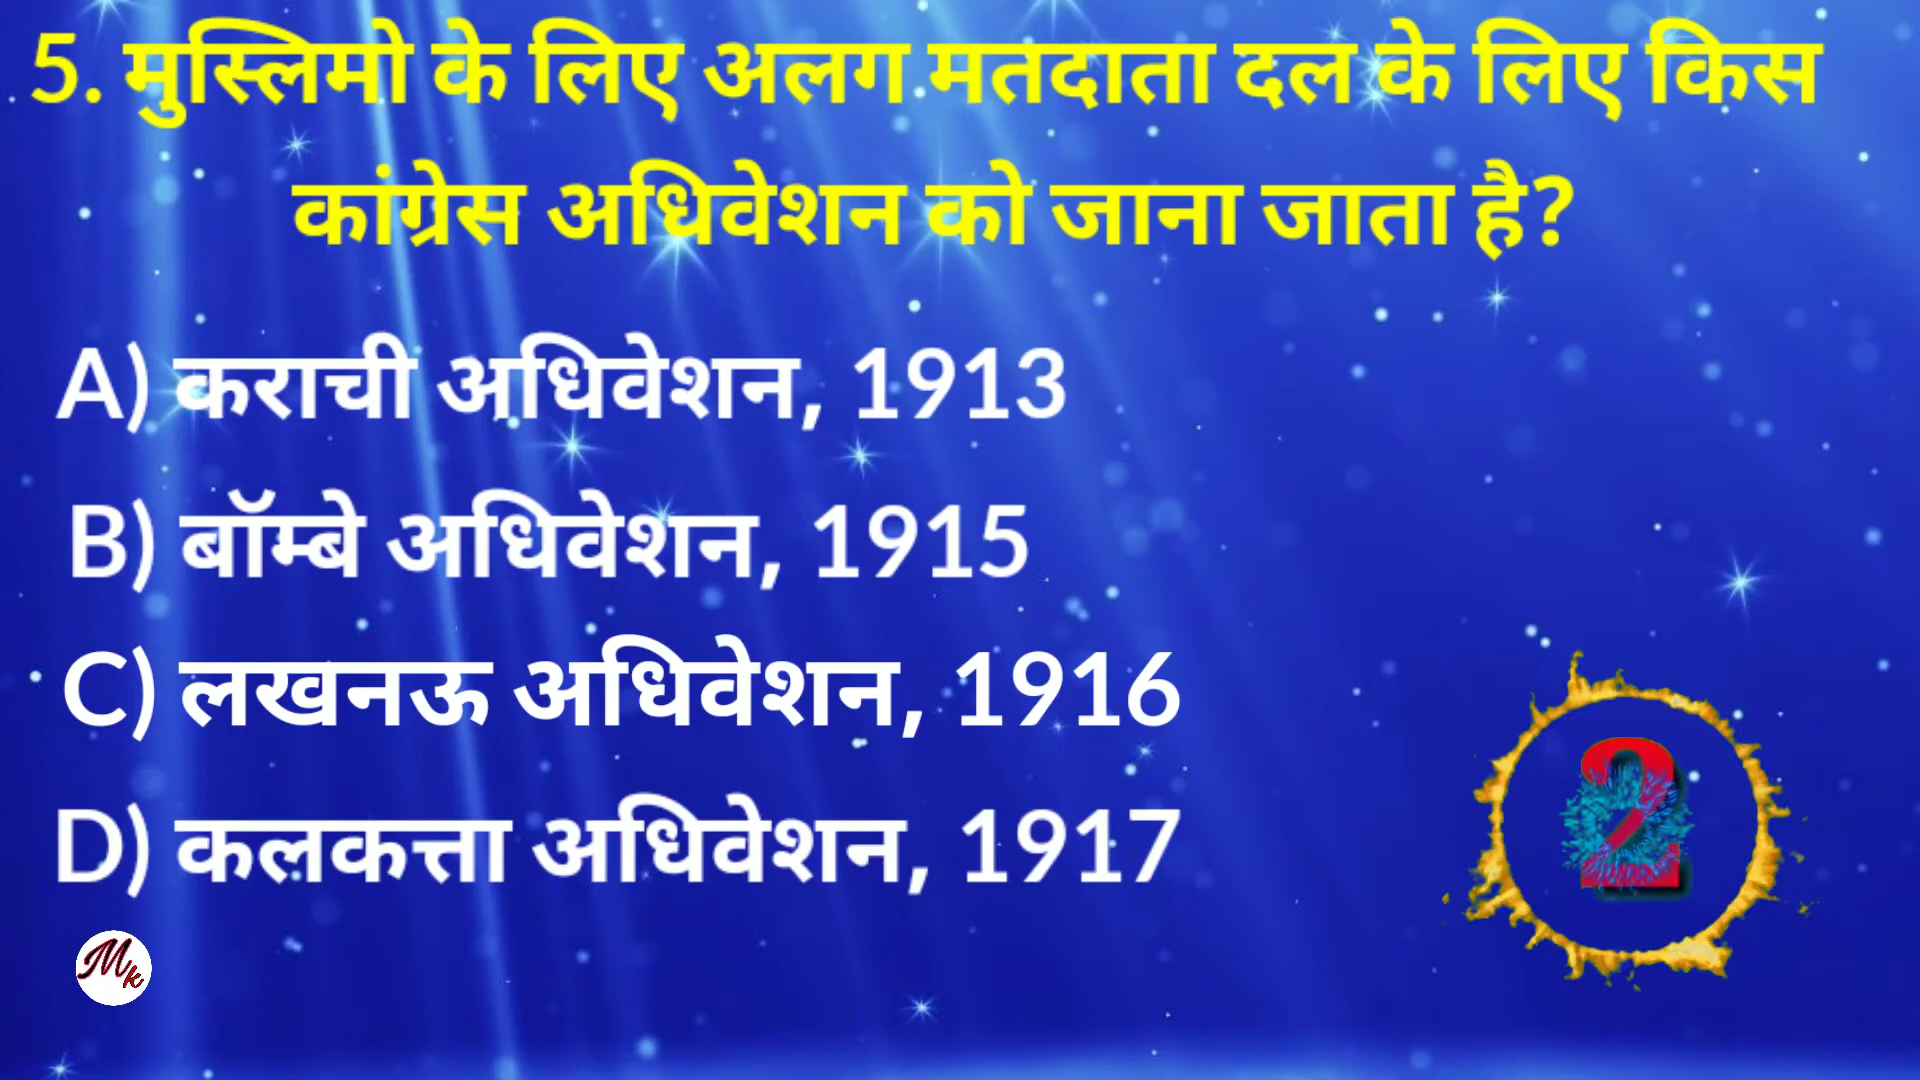 5. मुस्लिमो के लिए अलग मतदाता दल के लिए किस
कांग्रेस अधिवेशन को जाना जाता है?
A) कराची अधिवेशन, 1913
B) बॉम्बे अधिवेशन, 1915
C) लखनऊ अधिवेशन, 1916
D) कलकत्ता अधिवेशन, 1917
2
Mk